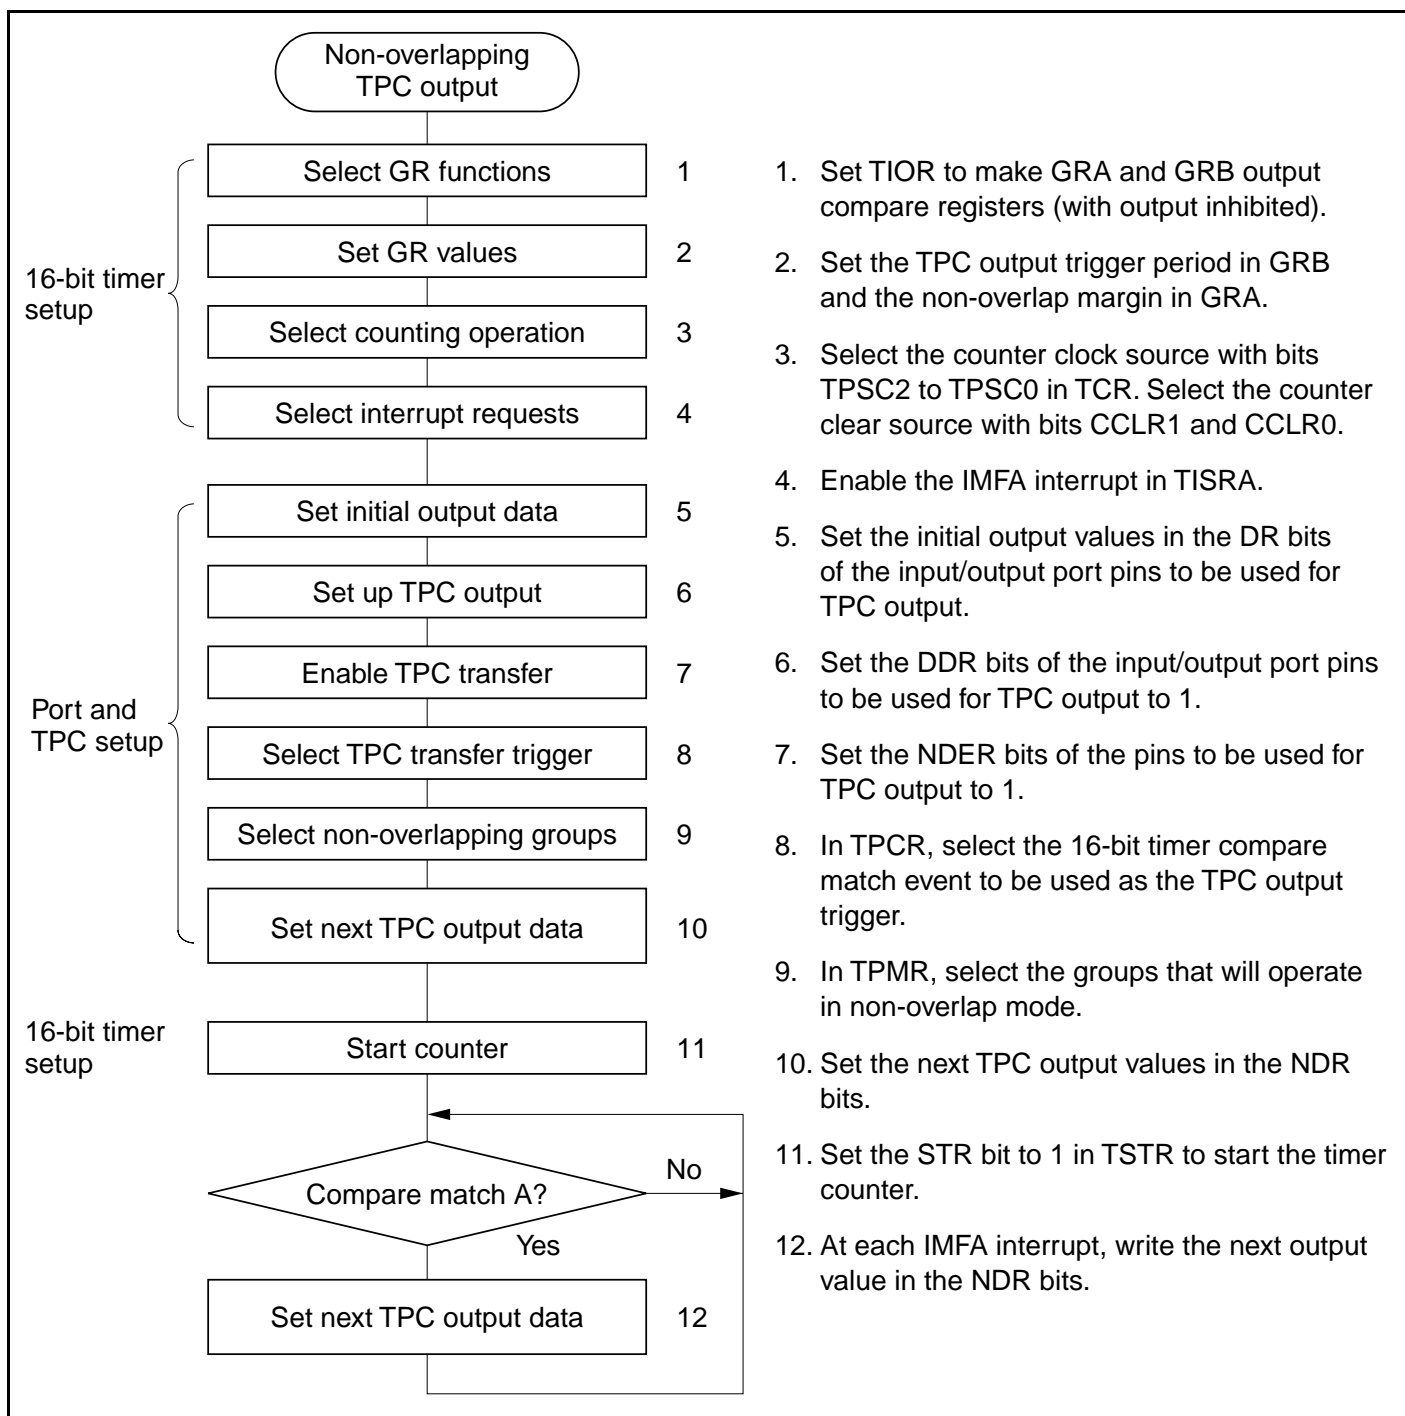 Non-overlapping
TPC output
16-bit timer
setup
Select GR functions
1
Set GR values
2
Select counting operation
3
Select interrupt requests
4
Port and
TPC setup
Set initial output data
5
Set up TPC output
6
Enable TPC transfer
7
Select TPC transfer trigger
8
Select non-overlapping groups
9
Set next TPC output data
10
16-bit timer
setup
Start counter
11
Compare match A?
No
Yes
Set next TPC output data
12
1. Set TIOR to make GRA and GRB output
compare registers (with output inhibited).
2. Set the TPC output trigger period in GRB
and the non-overlap margin in GRA.
3. Select the counter clock source with bits
TPSC2 to TPSC0 in TCR. Select the counter
clear source with bits CCLR1 and CCLR0.
4. Enable the IMFA interrupt in TISRA.
5. Set the initial output values in the DR bits
of the input/output port pins to be used for
TPC output.
6. Set the DDR bits of the input/output port pins
to be used for TPC output to 1.
7. Set the NDER bits of the pins to be used for
TPC output to 1.
8. In TPCR, select the 16-bit timer compare
match event to be used as the TPC output
trigger.
9. In TPMR, select the groups that will operate
in non-overlap mode.
10. Set the next TPC output values in the NDR
bits.
11. Set the STR bit to 1 in TSTR to start the timer
counter.
12. At each IMFA interrupt, write the next output
value in the NDR bits.